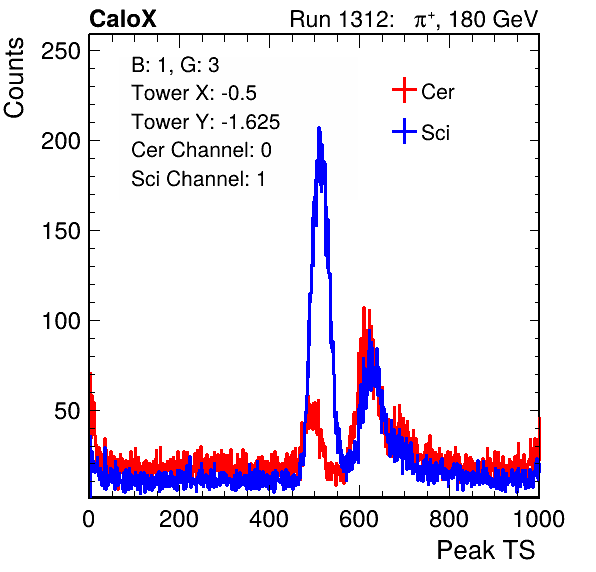 CaloX Run 1312: π⁺, 180 GeV
Counts
250
200
150
100
50
B: 1, G: 3
Tower X: -0.5
Tower Y: -1.625
Cer Channel: 0
Sci Channel: 1
Cer
Sci
0 200 400 600 800 1000
Peak TS